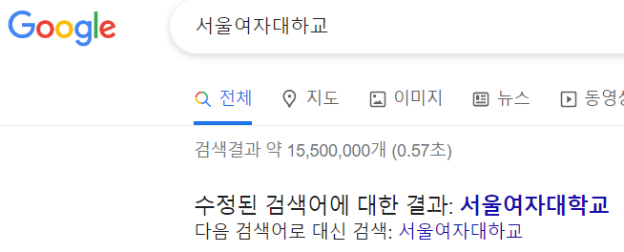 Google 서울여자대하교
전체 지도 이미지 뉴스 동영
검색결과 약 15,500,000개 (0.57초)
수정된 검색어에 대한 결과: 서울여자대학교
다음 검색어로 대신 검색: 서울여자대하교